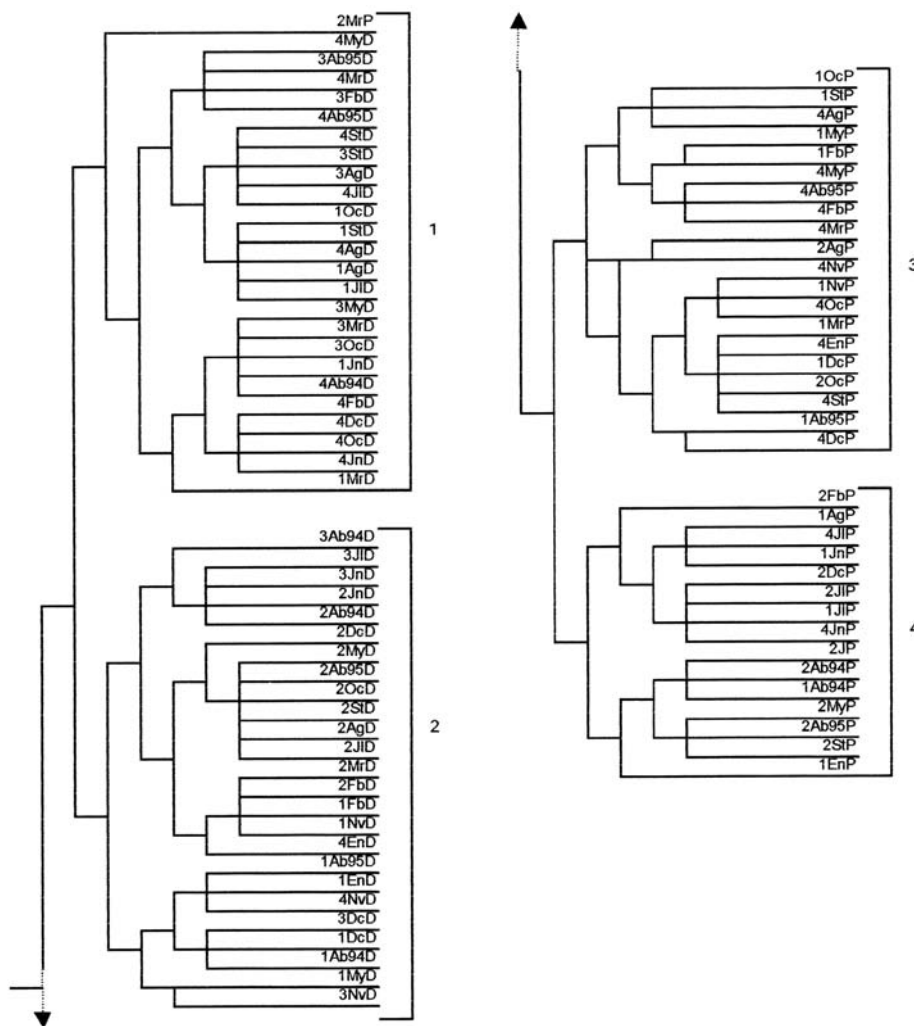 2MrP
4MyD
3Ab95D
4MrD
3FbD
4Ab95D
4StD
3StD
3AgD
4JlD
1OcD
1StD
4AgD
1AgD
1JlD
3MyD
3MrD
3OcD
1JnD
4Ab94D
4FbD
4DcD
4OcD
4JnD
1MrD
1
3Ab94D
3JlD
3JnD
2JnD
2Ab94D
2DcD
2MyD
2Ab95D
2OcD
2StD
2AgD
2JlD
2MrD
2FbD
1FbD
1NvD
4EnD
1Ab95D
1EnD
4NvD
3DcD
1DcD
1Ab94D
1MyD
3NvD
2
1OcP
1StP
4AgP
1MyP
1FbP
4MyP
4Ab95P
4FbP
4MrP
2AgP
4NvP
1NvP
4OcP
1MrP
4EnP
1DcP
2OcP
4StP
1Ab95P
4DcP
3
2FbP
1AgP
4JlP
1JnP
2DcP
2JlP
1JlP
4JnP
2JP
2Ab94P
1Ab94P
2MyP
2Ab95P
2StP
1EnP
4